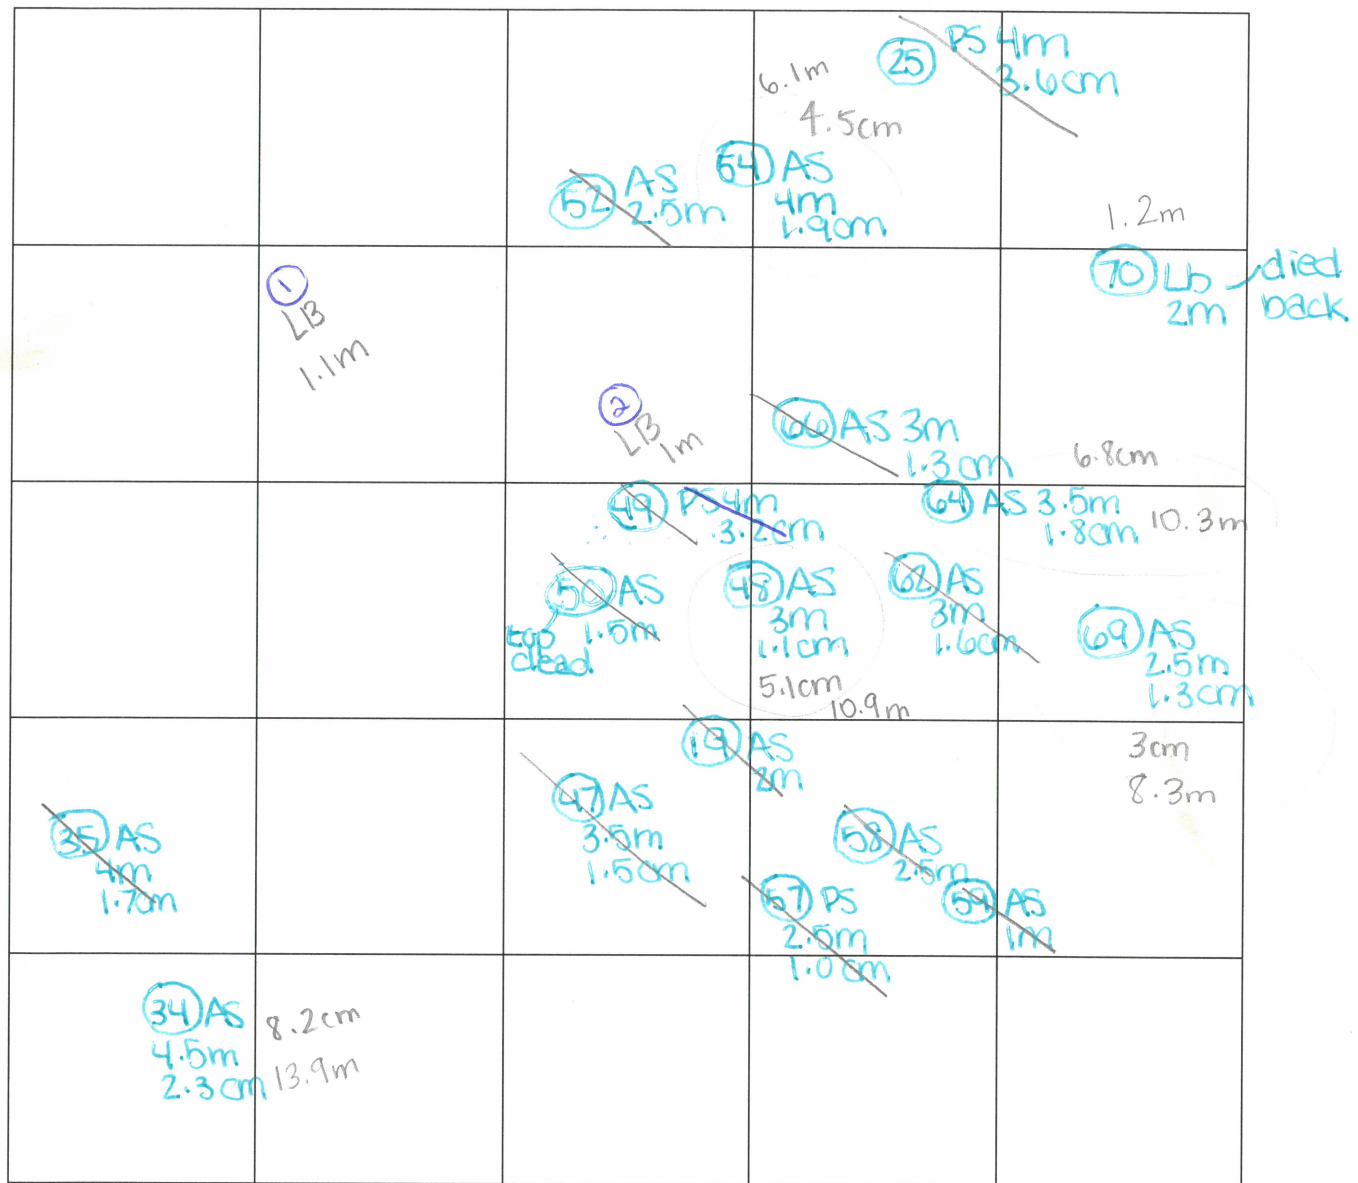 25 PS 4m
3.6cm
6.1m
4.5cm
52 AS
2.5m
54 AS
4m
1.9cm
1.2m
70 Lb
2m
died
back
1
LB
1.1m
2
LB
1m
66 AS 3m
1.3cm
6.8cm
49 PS 4m
3.2cm
64 AS 3.5m
1.8cm
10.3m
50 AS
1.5m
top
dead
48 AS
3m
1.1cm
5.1cm
10.9m
62 AS
3m
1.6cm
69 AS
2.5m
1.3cm
3cm
8.3m
19 AS
2m
47 AS
3.5m
1.5cm
58 AS
2.5m
59 AS
1m
57 PS
2.5m
1.0cm
35 AS
4m
1.7cm
34 AS
4.5m
2.3cm
8.2cm
13.9m